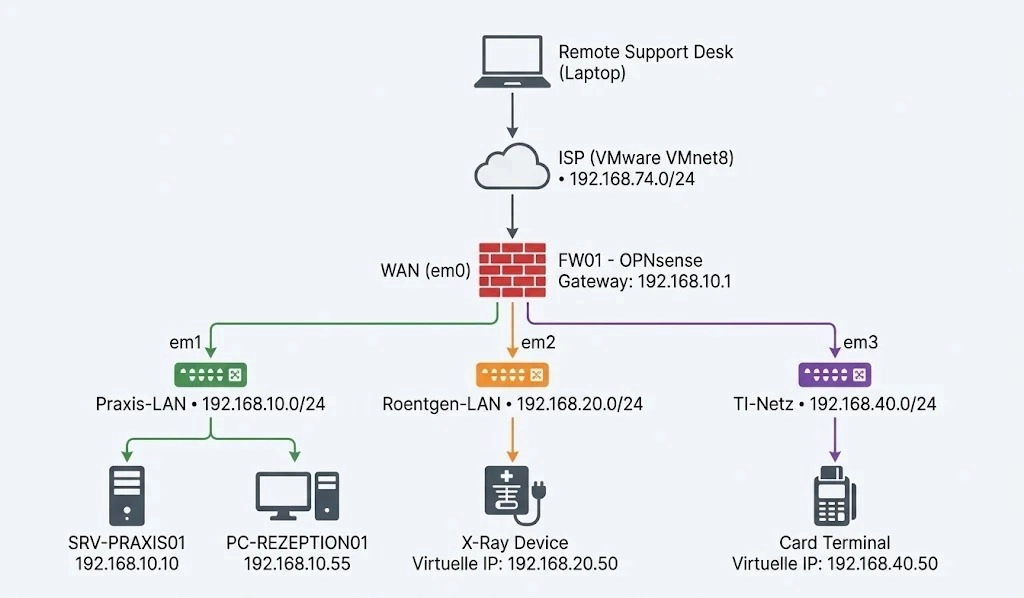 Remote Support Desk
(Laptop)
ISP (VMware VMnet8)
• 192.168.74.0/24
WAN (em0)
FW01 - OPNsense
Gateway: 192.168.10.1
em1
em2
em3
Praxis-LAN • 192.168.10.0/24
Roentgen-LAN • 192.168.20.0/24
TI-Netz • 192.168.40.0/24
SRV-PRAXIS01
192.168.10.10
PC-REZEPTION01
192.168.10.55
X-Ray Device
Virtuelle IP: 192.168.20.50
Card Terminal
Virtuelle IP: 192.168.40.50